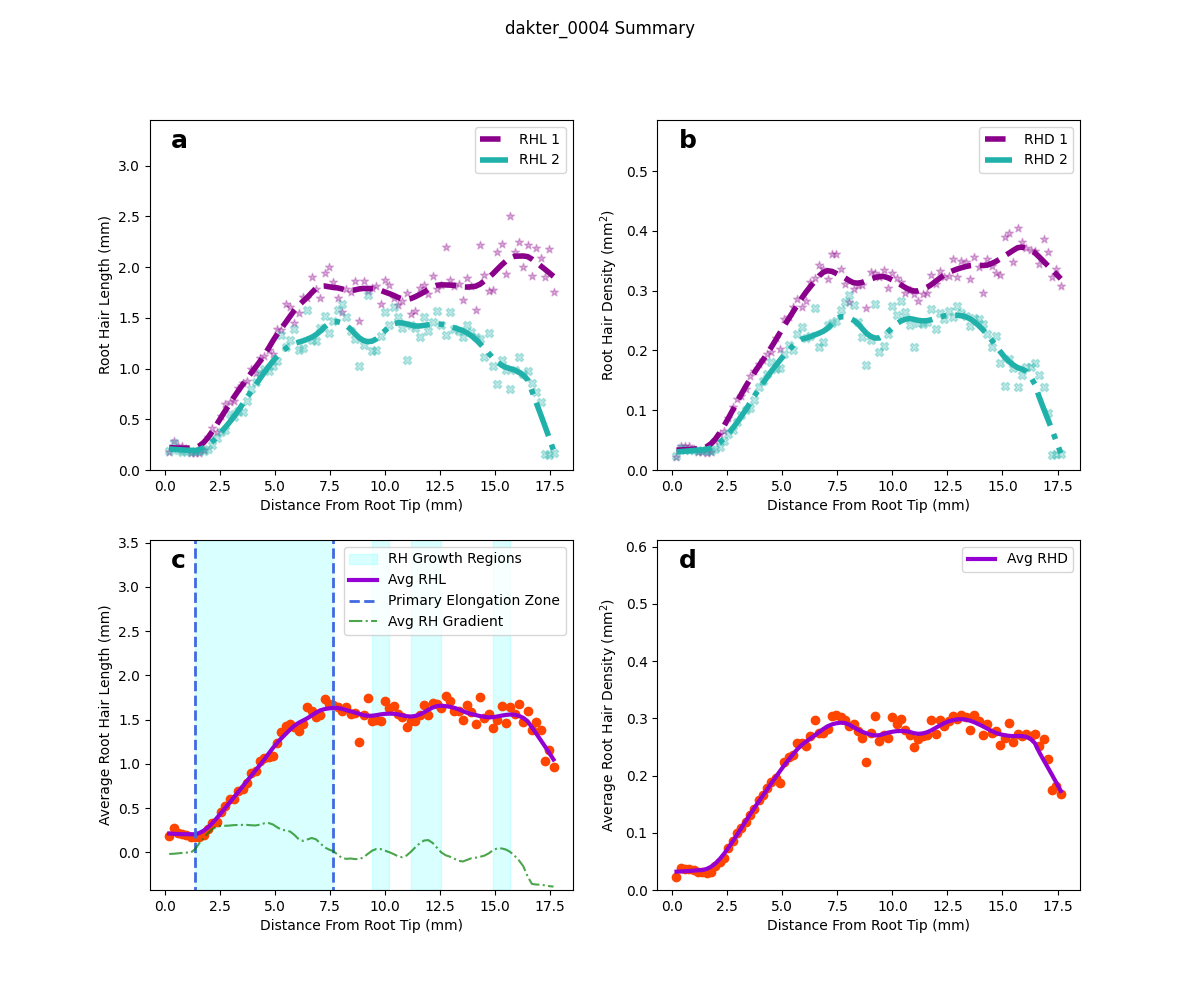 dakter_0004 Summary
a
RHL 1
RHL 2
3.0
2.5
2.0
1.5
1.0
0.5
0.0
Root Hair Length (mm)
0.0 2.5 5.0 7.5 10.0 12.5 15.0 17.5
Distance From Root Tip (mm)
b
RHD 1
RHD 2
0.5
0.4
0.3
0.2
0.1
0.0
Root Hair Density (mm²)
0.0 2.5 5.0 7.5 10.0 12.5 15.0 17.5
Distance From Root Tip (mm)
c
RH Growth Regions
Avg RHL
Primary Elongation Zone
Avg RH Gradient
3.5
3.0
2.5
2.0
1.5
1.0
0.5
0.0
Average Root Hair Length (mm)
0.0 2.5 5.0 7.5 10.0 12.5 15.0 17.5
Distance From Root Tip (mm)
d
Avg RHD
0.6
0.5
0.4
0.3
0.2
0.1
0.0
Average Root Hair Density (mm²)
0.0 2.5 5.0 7.5 10.0 12.5 15.0 17.5
Distance From Root Tip (mm)